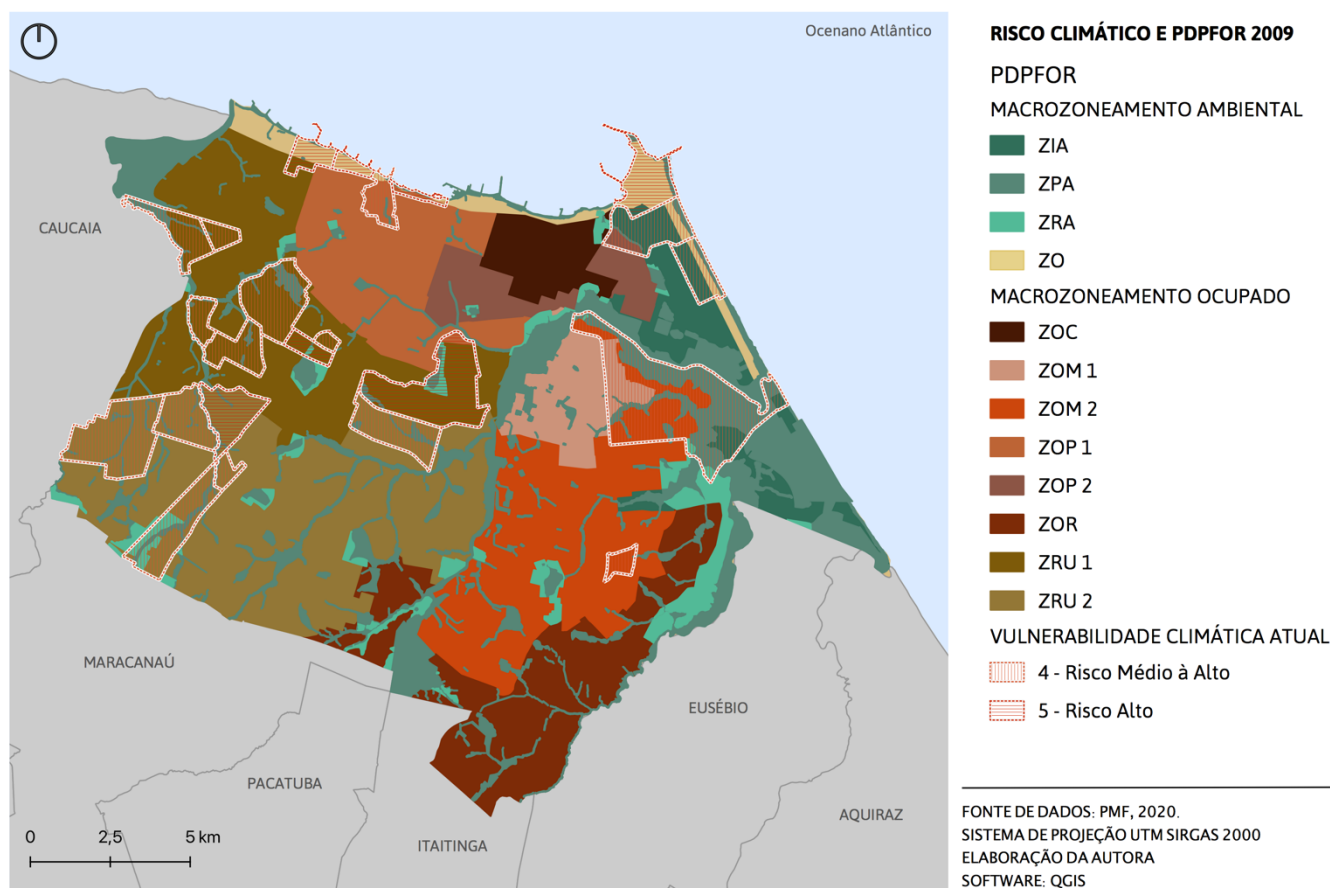 Ocenano Atlântico
CAUCAIA
MARACANAÚ
PACATUBA
ITAITINGA
EUSÉBIO
AQUIRAZ
0 2,5 5 km
RISCO CLIMÁTICO E PDPFOR 2009
PDPFOR
MACROZONEAMENTO AMBIENTAL
ZIA
ZPA
ZRA
ZO
MACROZONEAMENTO OCUPADO
ZOC
ZOM 1
ZOM 2
ZOP 1
ZOP 2
ZOR
ZRU 1
ZRU 2
VULNERABILIDADE CLIMÁTICA ATUAL
4 - Risco Médio à Alto
5 - Risco Alto
FONTE DE DADOS: PMF, 2020.
SISTEMA DE PROJEÇÃO UTM SIRGAS 2000
ELABORAÇÃO DA AUTORA
SOFTWARE: QGIS